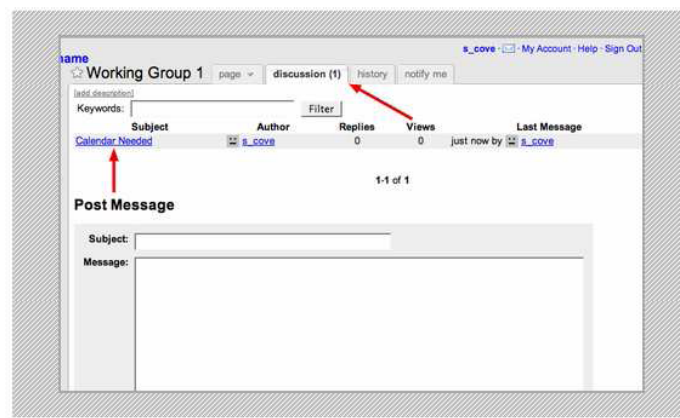 s_cove · My Account · Help · Sign Out
name
Working Group 1 page discussion (1) history notify me
[add description]
Keywords: Filter
Subject Author Replies Views Last Message
Calendar Needed s_cove 0 0 just now by s_cove
1-1 of 1
Post Message
Subject:
Message: